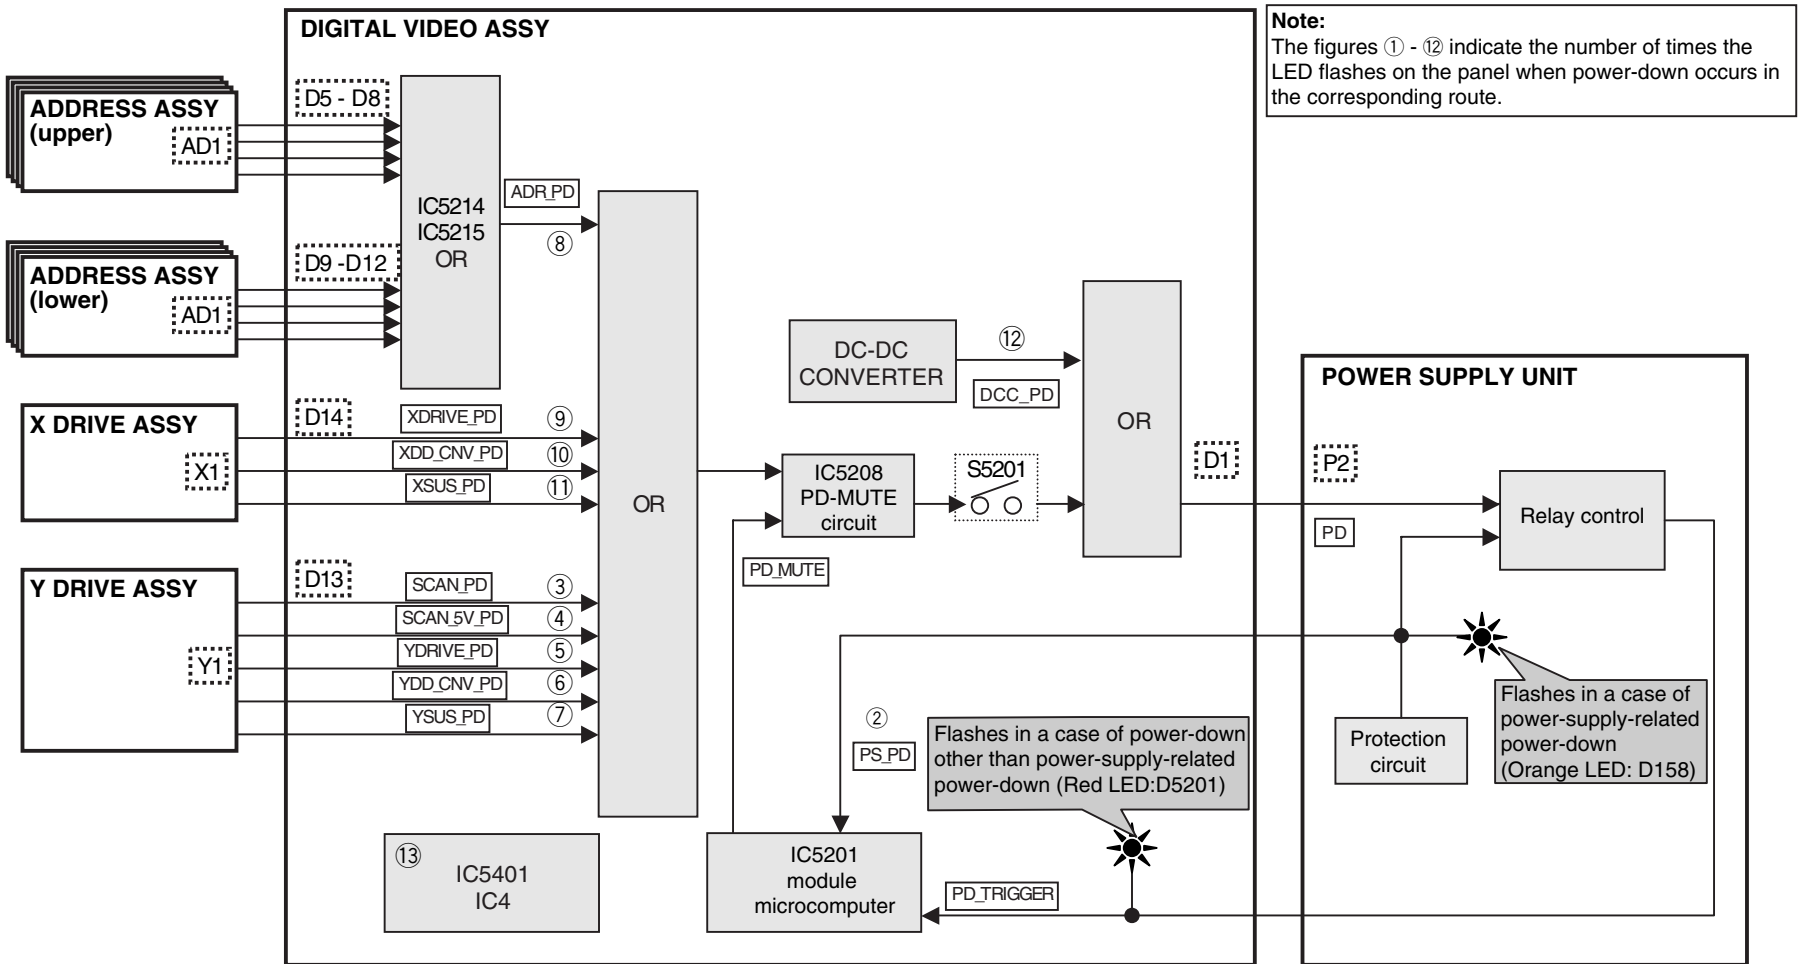 DIGITAL VIDEO ASSY
Note:
The figures ① - ⑫ indicate the number of times the
LED flashes on the panel when power-down occurs in
the corresponding route.
ADDRESS ASSY
(upper)
AD1
D5 - D8
IC5214
IC5215
OR
ADR_PD
⑧
ADDRESS ASSY
(lower)
AD1
D9 -D12
X DRIVE ASSY
X1
D14
XDRIVE_PD
⑨
XDD_CNV_PD
⑩
XSUS_PD
⑪
Y DRIVE ASSY
Y1
D13
SCAN_PD
③
SCAN_5V_PD
④
YDRIVE_PD
⑤
YDD_CNV_PD
⑥
YSUS_PD
⑦
OR
DC-DC
CONVERTER
⑫
DCC_PD
IC5208
PD-MUTE
circuit
S5201
OR
PD_MUTE
D1
POWER SUPPLY UNIT
P2
PD
Relay control
Protection
circuit
Flashes in a case of
power-supply-related
power-down
(Orange LED: D158)
②
PS_PD
Flashes in a case of power-down
other than power-supply-related
power-down (Red LED:D5201)
⑬
IC5401
IC4
IC5201
module
microcomputer
PD_TRIGGER